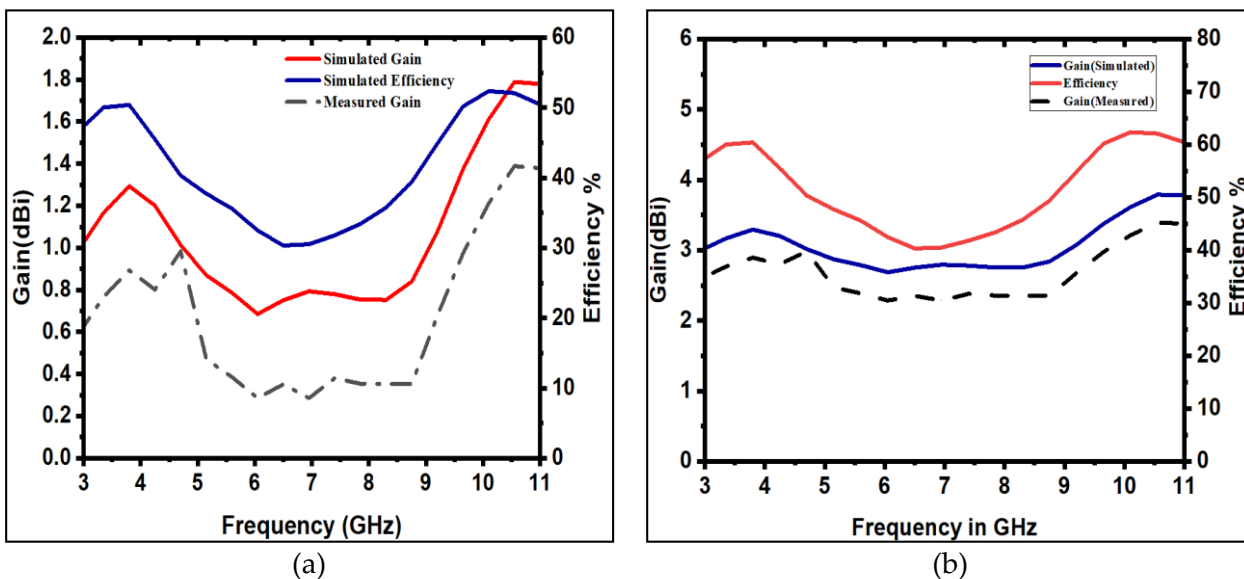 Simulated Gain
Simulated Efficiency
Measured Gain
Gain(dBi)
2.0
1.8
1.6
1.4
1.2
1.0
0.8
0.6
0.4
0.2
0.0
60
50
40
30
20
10
0
Efficiency %
3 4 5 6 7 8 9 10 11
Frequency (GHz)
(a)
Gain(Simulated)
Efficiency
Gain(Measured)
Gain(dBi)
6
5
4
3
2
1
0
80
70
60
50
40
30
20
10
0
Efficiency %
3 4 5 6 7 8 9 10 11
Frequency in GHz
(b)